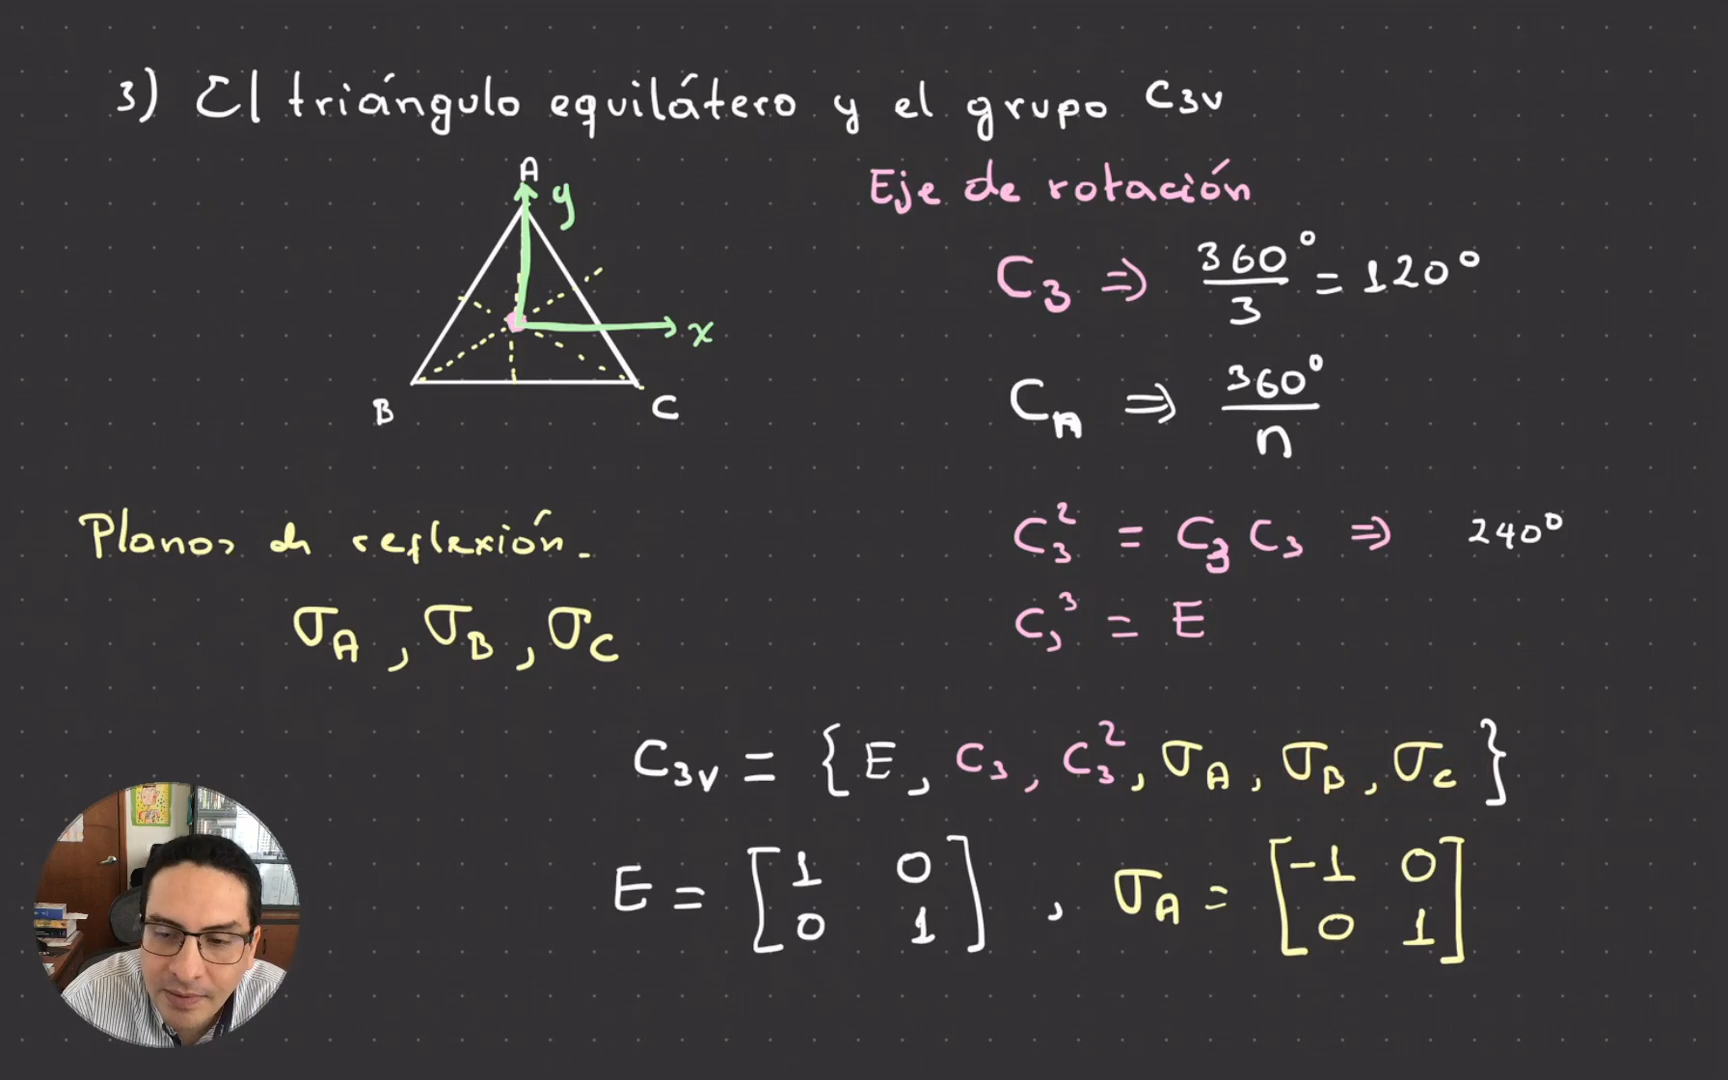 3) El triángulo equilátero y el grupo C3v
A
y
x
B
C
Eje de rotación
C₃ ⇒ 360°/3 = 120°
Cn ⇒ 360°/n
C₃² = C₃ C₃ ⇒ 240°
C₃³ = E
Planos de reflexión.
σA, σB, σC
C3v = {E, C₃, C₃², σA, σB, σC}
E = [1 0
0 1], σA = [-1 0
0 1]